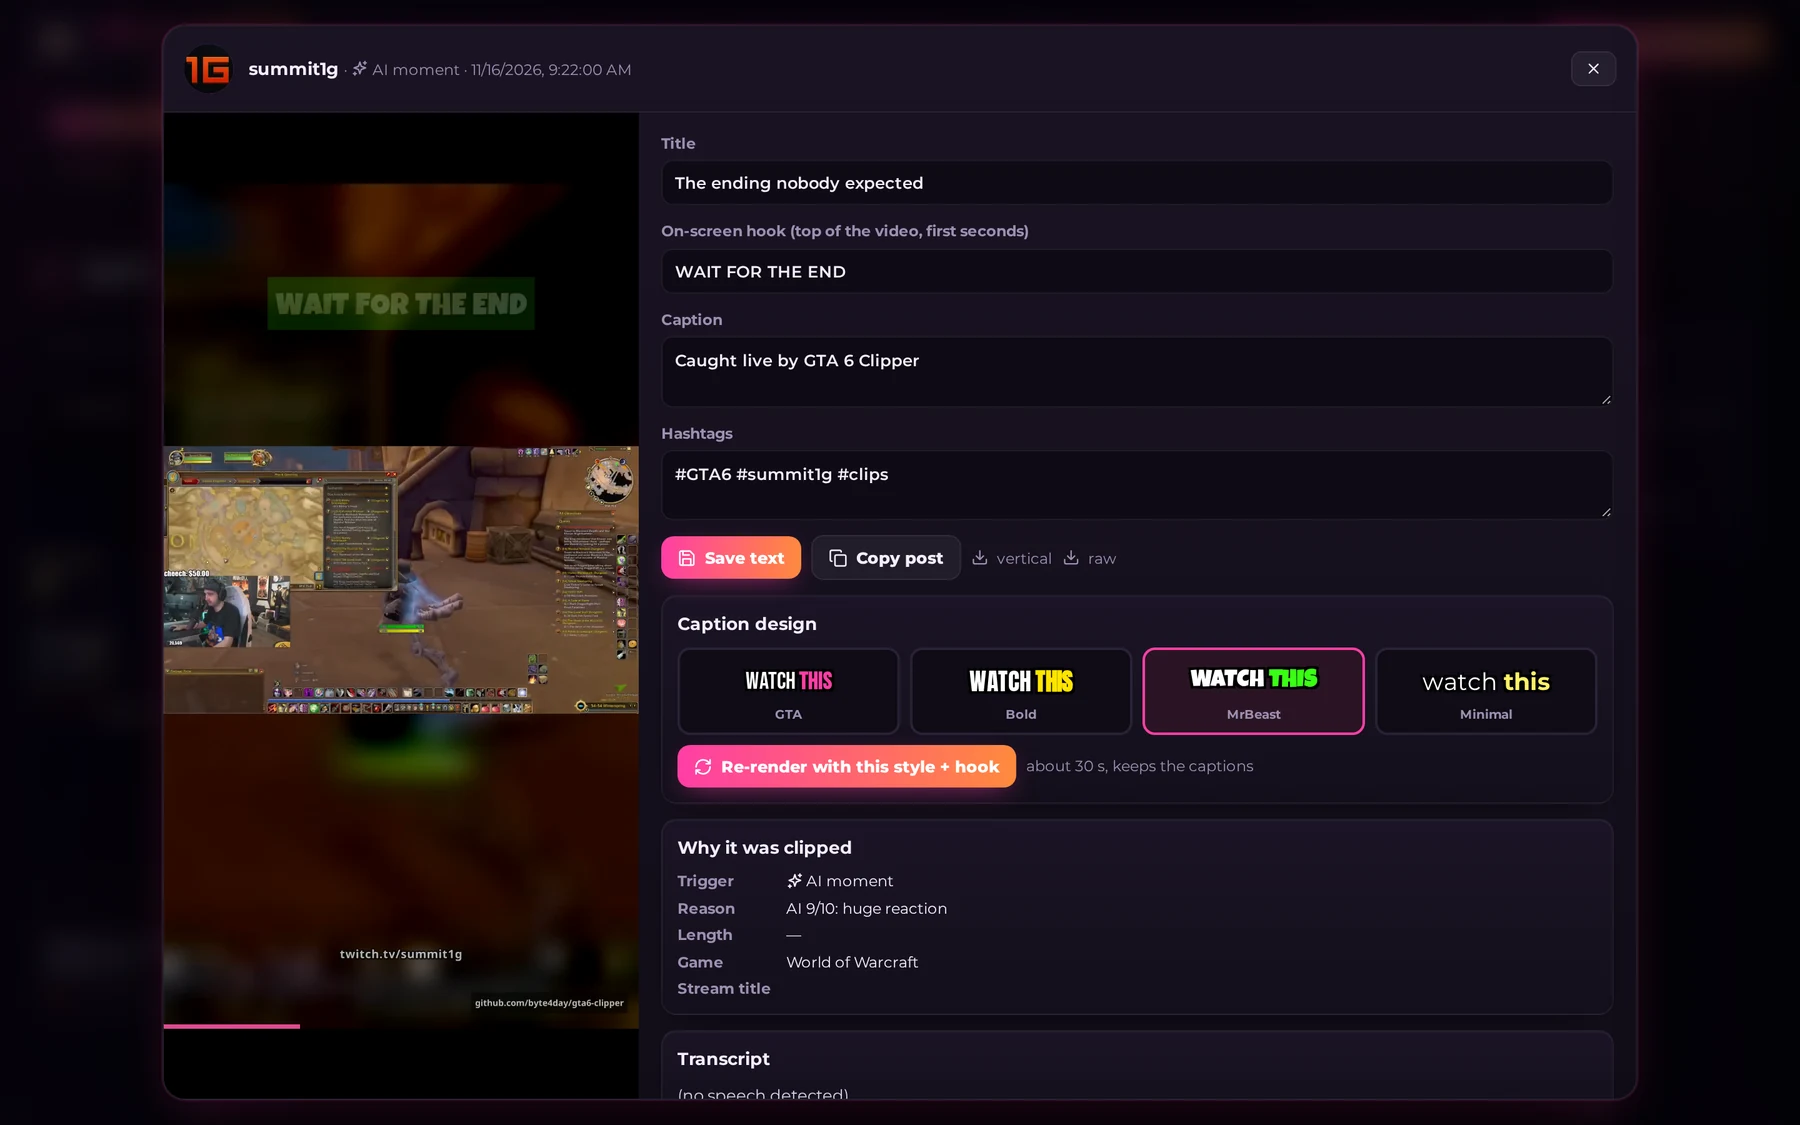 1G
summit1g · AI moment · 11/16/2026, 9:22:00 AM
WAIT FOR THE END
cheech: $50.00
twitch.tv/summit1g
github.com/byte4day/gta6-clipper
Title
The ending nobody expected
On-screen hook (top of the video, first seconds)
WAIT FOR THE END
Caption
Caught live by GTA 6 Clipper
Hashtags
#GTA6 #summit1g #clips
Save text
Copy post
vertical
raw
Caption design
WATCH THIS
GTA
WATCH THIS
Bold
WATCH THIS
MrBeast
watch this
Minimal
Re-render with this style + hook
about 30 s, keeps the captions
Why it was clipped
Trigger AI moment
Reason AI 9/10: huge reaction
Length —
Game World of Warcraft
Stream title
Transcript
(no speech detected)